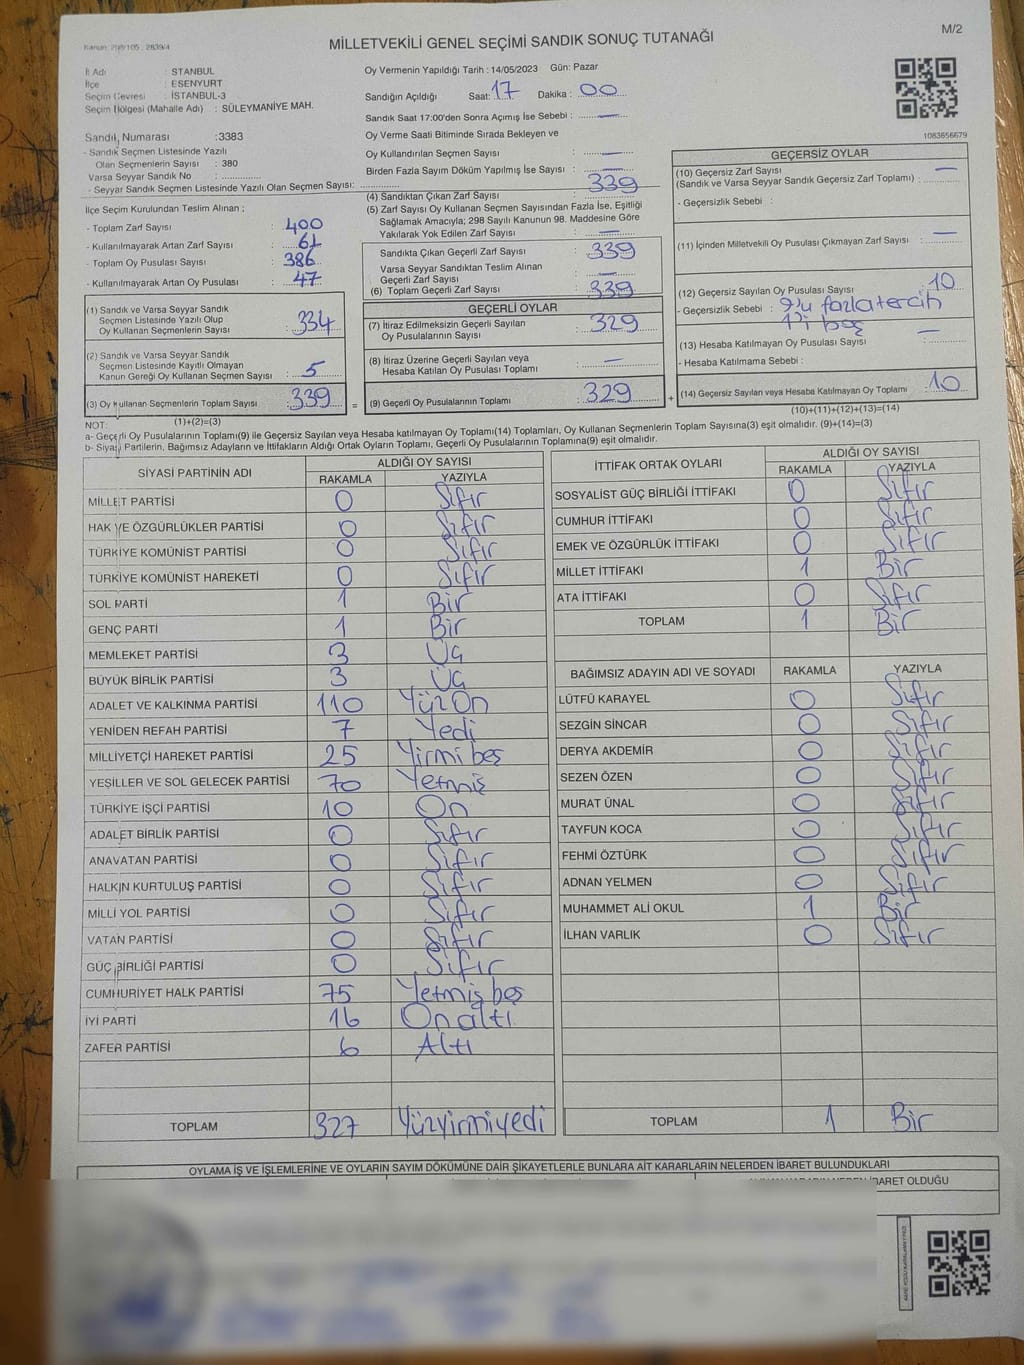 M/2
Kanun: 298/105 ; 2839/4
MİLLETVEKİLİ GENEL SEÇİMİ SANDIK SONUÇ TUTANAĞI
İl Adı : STANBUL
İlçe : ESENYURT
Seçim Çevresi : İSTANBUL-3
Seçim Bölgesi (Mahalle Adı) : SÜLEYMANİYE MAH.
Sandık Numarası : 3383
- Sandık Seçmen Listesinde Yazılı
Olan Seçmenlerin Sayısı : 380
Varsa Seyyar Sandık No :
- Seyyar Sandık Seçmen Listesinde Yazılı Olan Seçmen Sayısı:
Oy Vermenin Yapıldığı Tarih : 14/05/2023 Gün: Pazar
Sandığın Açıldığı Saat: 17 Dakika : 00
Sandık Saat 17:00'den Sonra Açımış İse Sebebi : —
Oy Verme Saati Bitiminde Sırada Bekleyen ve
Oy Kullandırılan Seçmen Sayısı : —
Birden Fazla Sayım Döküm Yapılmış İse Sayısı : —
1083656679
İlçe Seçim Kurulundan Teslim Alınan ;
- Toplam Zarf Sayısı : 400
- Kullanılmayarak Artan Zarf Sayısı : 61
- Toplam Oy Pusulası Sayısı : 386
- Kullanılmayarak Artan Oy Pusulası : 47
(1) Sandık ve Varsa Seyyar Sandık
Seçmen Listesinde Yazılı Olup
Oy Kullanan Seçmenlerin Sayısı : 334
(2) Sandık ve Varsa Seyyar Sandık
Seçmen Listesinde Kayıtlı Olmayan
Kanun Gereği Oy Kullanan Seçmen Sayısı : 5
(3) Oy Kullanan Seçmenlerin Toplam Sayısı : 339
(1)+(2)=(3)
(4) Sandıktan Çıkan Zarf Sayısı : 339
(5) Zarf Sayısı Oy Kullanan Seçmen Sayısından Fazla İse, Eşitliği
Sağlamak Amacıyla; 298 Sayılı Kanunun 98. Maddesine Göre
Yakılarak Yok Edilen Zarf Sayısı : —
Sandıkta Çıkan Geçerli Zarf Sayısı : 339
Varsa Seyyar Sandıktan Teslim Alınan
Geçerli Zarf Sayısı : —
(6) Toplam Geçerli Zarf Sayısı : 339
GEÇERLİ OYLAR
(7) İtiraz Edilmeksizin Geçerli Sayılan
Oy Pusulalarının Sayısı : 329
(8) İtiraz Üzerine Geçerli Sayılan veya
Hesaba Katılan Oy Pusulası Toplamı : —
= (9) Geçerli Oy Pusulalarının Toplamı : 329 +
GEÇERSİZ OYLAR
(10) Geçersiz Zarf Sayısı
(Sandık ve Varsa Seyyar Sandık Geçersiz Zarf Toplamı) : —
- Geçersizlik Sebebi :
(11) İçinden Milletvekili Oy Pusulası Çıkmayan Zarf Sayısı : —
(12) Geçersiz Sayılan Oy Pusulası Sayısı : 10
- Geçersizlik Sebebi : 9'u fazla tercih
1'i boş
(13) Hesaba Katılmayan Oy Pusulası Sayısı : —
- Hesaba Katılmama Sebebi :
(14) Geçersiz Sayılan veya Hesaba Katılmayan Oy Toplamı : 10
(10)+(11)+(12)+(13)=(14)
NOT:
a- Geçerli Oy Pusulalarının Toplamı(9) ile Geçersiz Sayılan veya Hesaba katılmayan Oy Toplamı(14) Toplamları, Oy Kullanan Seçmenlerin Toplam Sayısına(3) eşit olmalıdır. (9)+(14)=(3)
b- Siyasi Partilerin, Bağımsız Adayların ve İttifakların Aldığı Ortak Oyların Toplamı, Geçerli Oy Pusulalarının Toplamına(9) eşit olmalıdır.
SİYASİ PARTİNİN ADI ALDIĞI OY SAYISI
RAKAMLA YAZIYLA
MİLLET PARTİSİ 0 Sıfır
HAK VE ÖZGÜRLÜKLER PARTİSİ 0 Sıfır
TÜRKİYE KOMÜNİST PARTİSİ 0 Sıfır
TÜRKİYE KOMÜNİST HAREKETİ 0 Sıfır
SOL PARTİ 1 Bir
GENÇ PARTİ 1 Bir
MEMLEKET PARTİSİ 3 Üç
BÜYÜK BİRLİK PARTİSİ 3 Üç
ADALET VE KALKINMA PARTİSİ 110 Yüz On
YENİDEN REFAH PARTİSİ 7 Yedi
MİLLİYETÇİ HAREKET PARTİSİ 25 Yirmi beş
YEŞİLLER VE SOL GELECEK PARTİSİ 70 Yetmiş
TÜRKİYE İŞÇİ PARTİSİ 10 On
ADALET BİRLİK PARTİSİ 0 Sıfır
ANAVATAN PARTİSİ 0 Sıfır
HALKIN KURTULUŞ PARTİSİ 0 Sıfır
MİLLİ YOL PARTİSİ 0 Sıfır
VATAN PARTİSİ 0 Sıfır
GÜÇ BİRLİĞİ PARTİSİ 0 Sıfır
CUMHURİYET HALK PARTİSİ 75 Yetmiş beş
İYİ PARTİ 16 On altı
ZAFER PARTİSİ 6 Altı
TOPLAM 327 Yüzyirmiyedi
İTTİFAK ORTAK OYLARI ALDIĞI OY SAYISI
RAKAMLA YAZIYLA
SOSYALİST GÜÇ BİRLİĞİ İTTİFAKI 0 Sıfır
CUMHUR İTTİFAKI 0 Sıfır
EMEK VE ÖZGÜRLÜK İTTİFAKI 0 Sıfır
MİLLET İTTİFAKI 1 Bir
ATA İTTİFAKI 0 Sıfır
TOPLAM 1 Bir
BAĞIMSIZ ADAYIN ADI VE SOYADI RAKAMLA YAZIYLA
LÜTFÜ KARAYEL 0 Sıfır
SEZGİN SİNCAR 0 Sıfır
DERYA AKDEMİR 0 Sıfır
SEZEN ÖZEN 0 Sıfır
MURAT ÜNAL 0 Sıfır
TAYFUN KOCA 0 Sıfır
FEHMİ ÖZTÜRK 0 Sıfır
ADNAN YELMEN 0 Sıfır
MUHAMMET ALİ OKUL 1 Bir
İLHAN VARLIK 0 Sıfır
TOPLAM 1 Bir
OYLAMA İŞ VE İŞLEMLERİNE VE OYLARIN SAYIM DÖKÜMÜNE DAİR ŞİKAYETLERLE BUNLARA AİT KARARLARIN NELERDEN İBARET BULUNDUKLARI
OLDUĞU